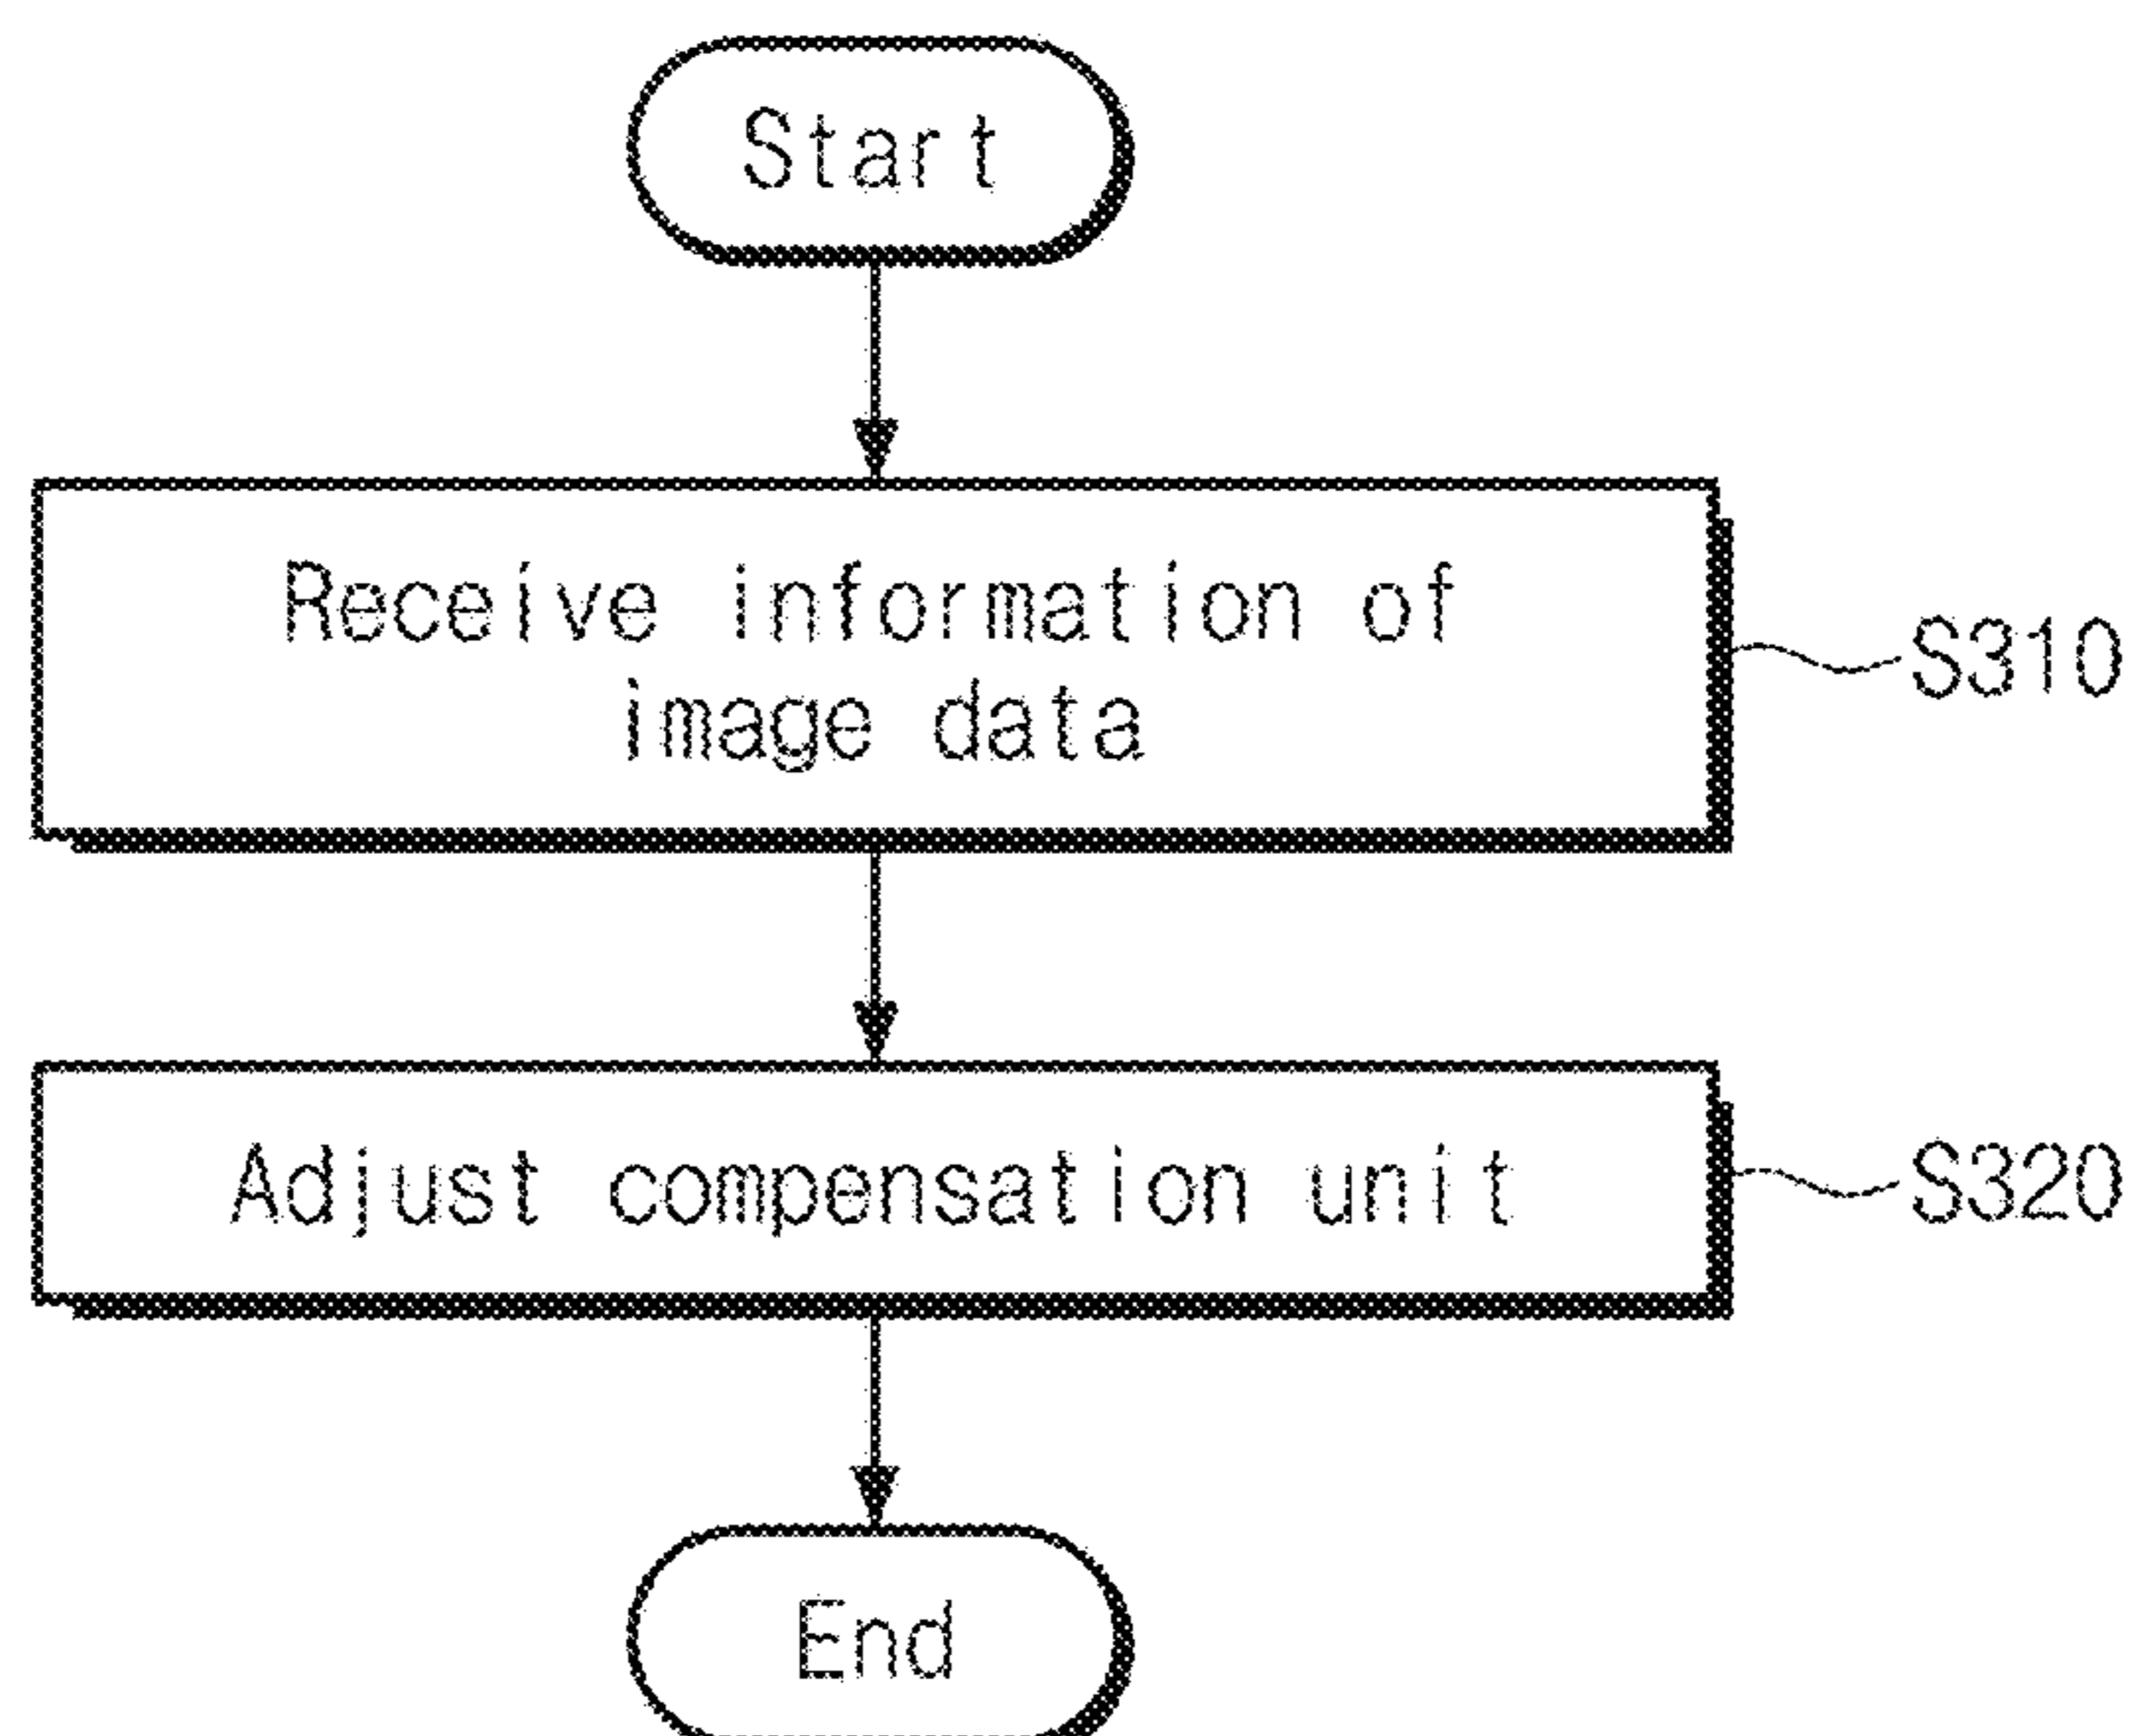 Start
Receive information of
image data
S310
Adjust compensation unit
S320
End